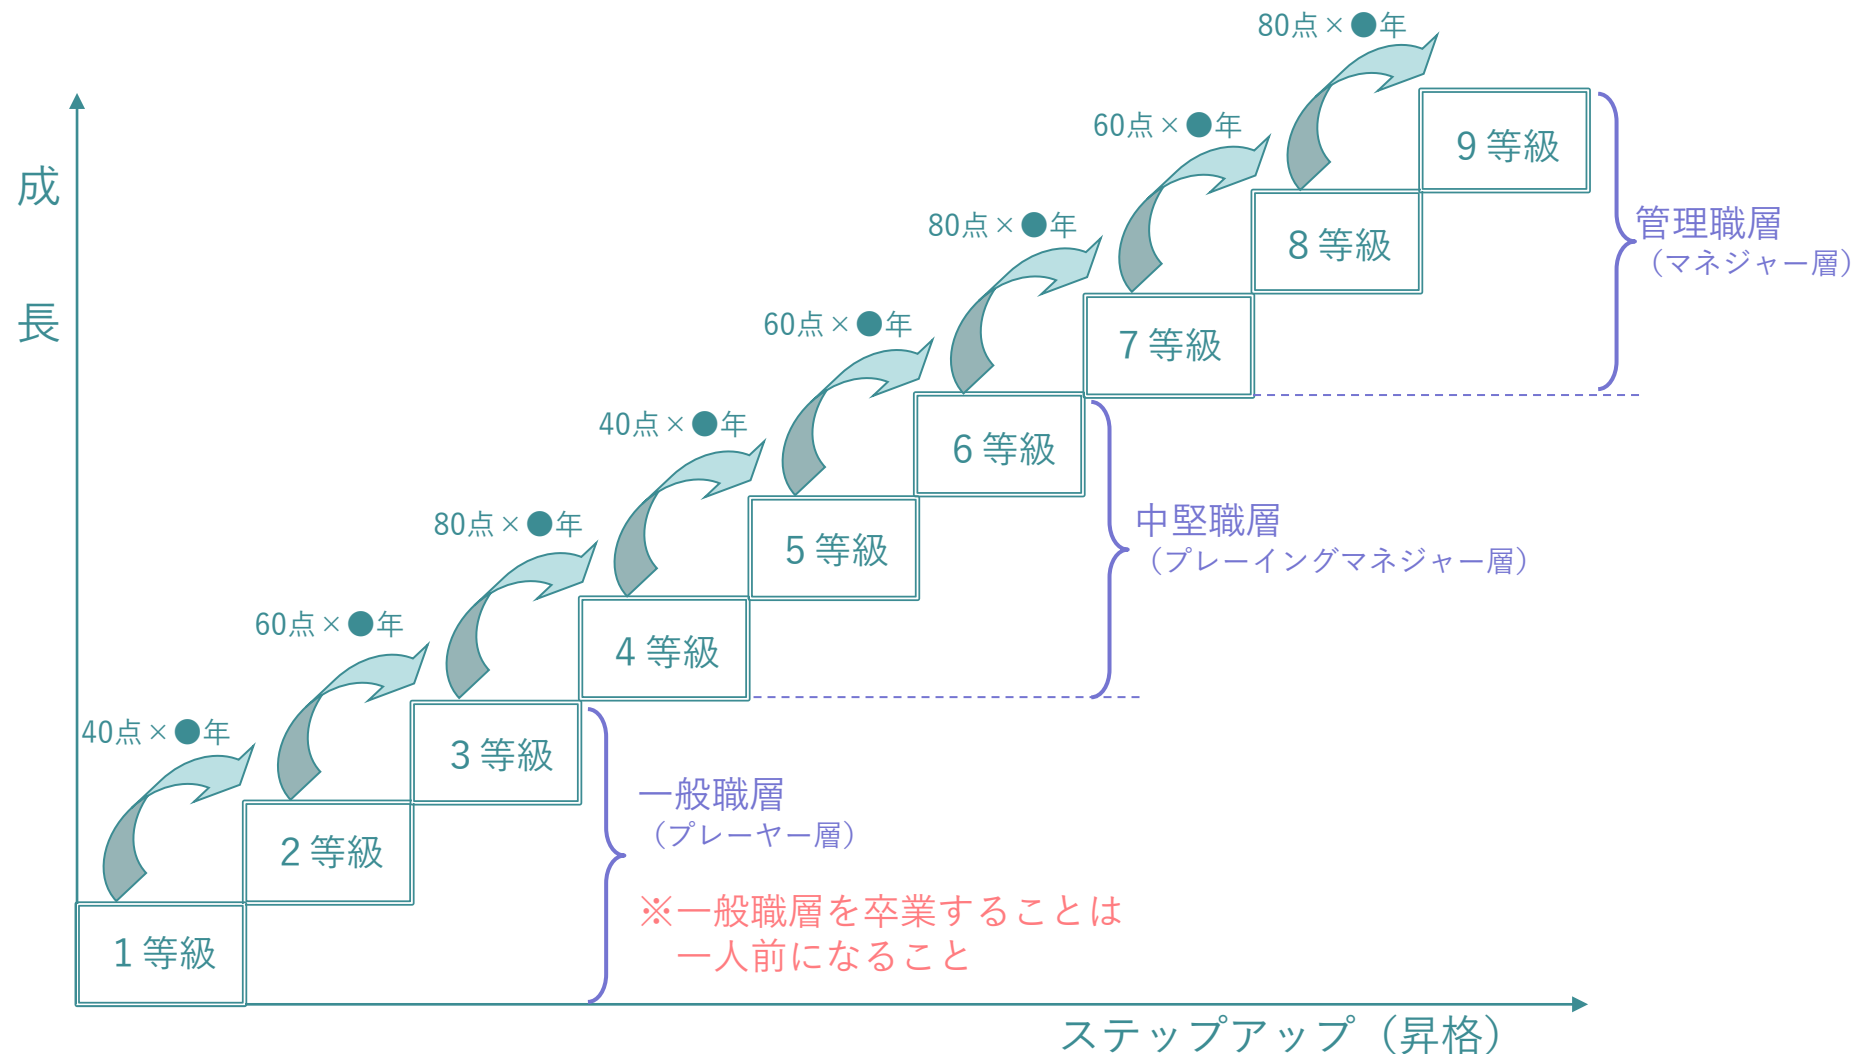 80点×●年
60点×●年
9等級
成長
管理職層
（マネジャー層）
80点×●年
8等級
60点×●年
7等級
40点×●年
6等級
中堅職層
（プレーイングマネジャー層）
80点×●年
5等級
60点×●年
4等級
40点×●年
3等級
一般職層
（プレーヤー層）
2等級
※一般職層を卒業することは
一人前になること
1等級
ステップアップ（昇格）